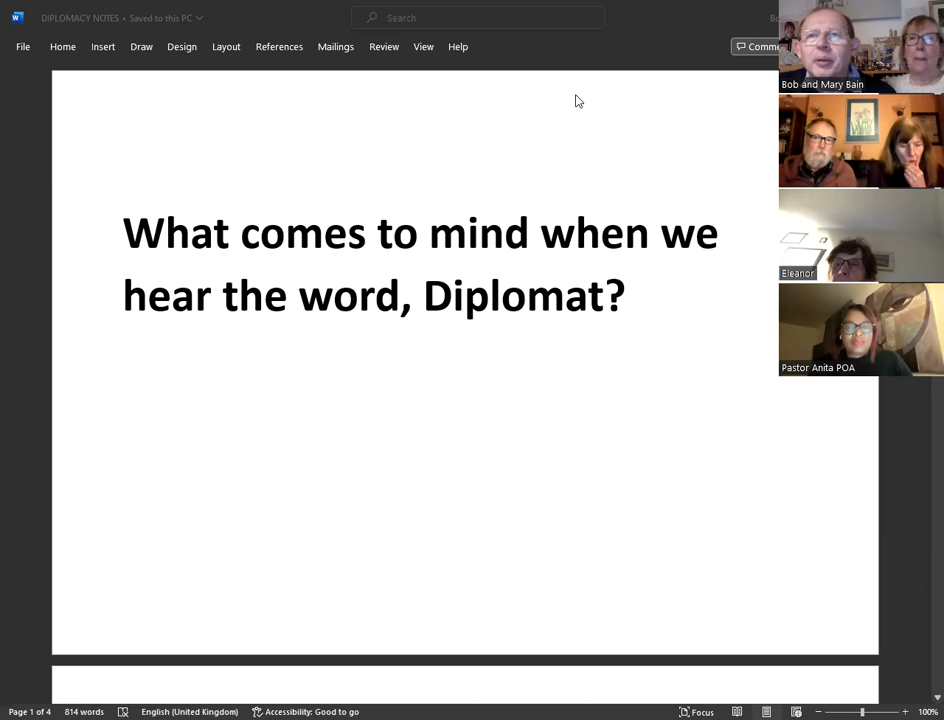 DIPLOMACY NOTES • Saved to this PC
Search
File Home Insert Draw Design Layout References Mailings Review View Help
What comes to mind when we
hear the word, Diplomat?
Bob and Mary Bain
Eleanor
Pastor Anita POA
Page 1 of 4 814 words English (United Kingdom) Accessibility: Good to go Focus 100%